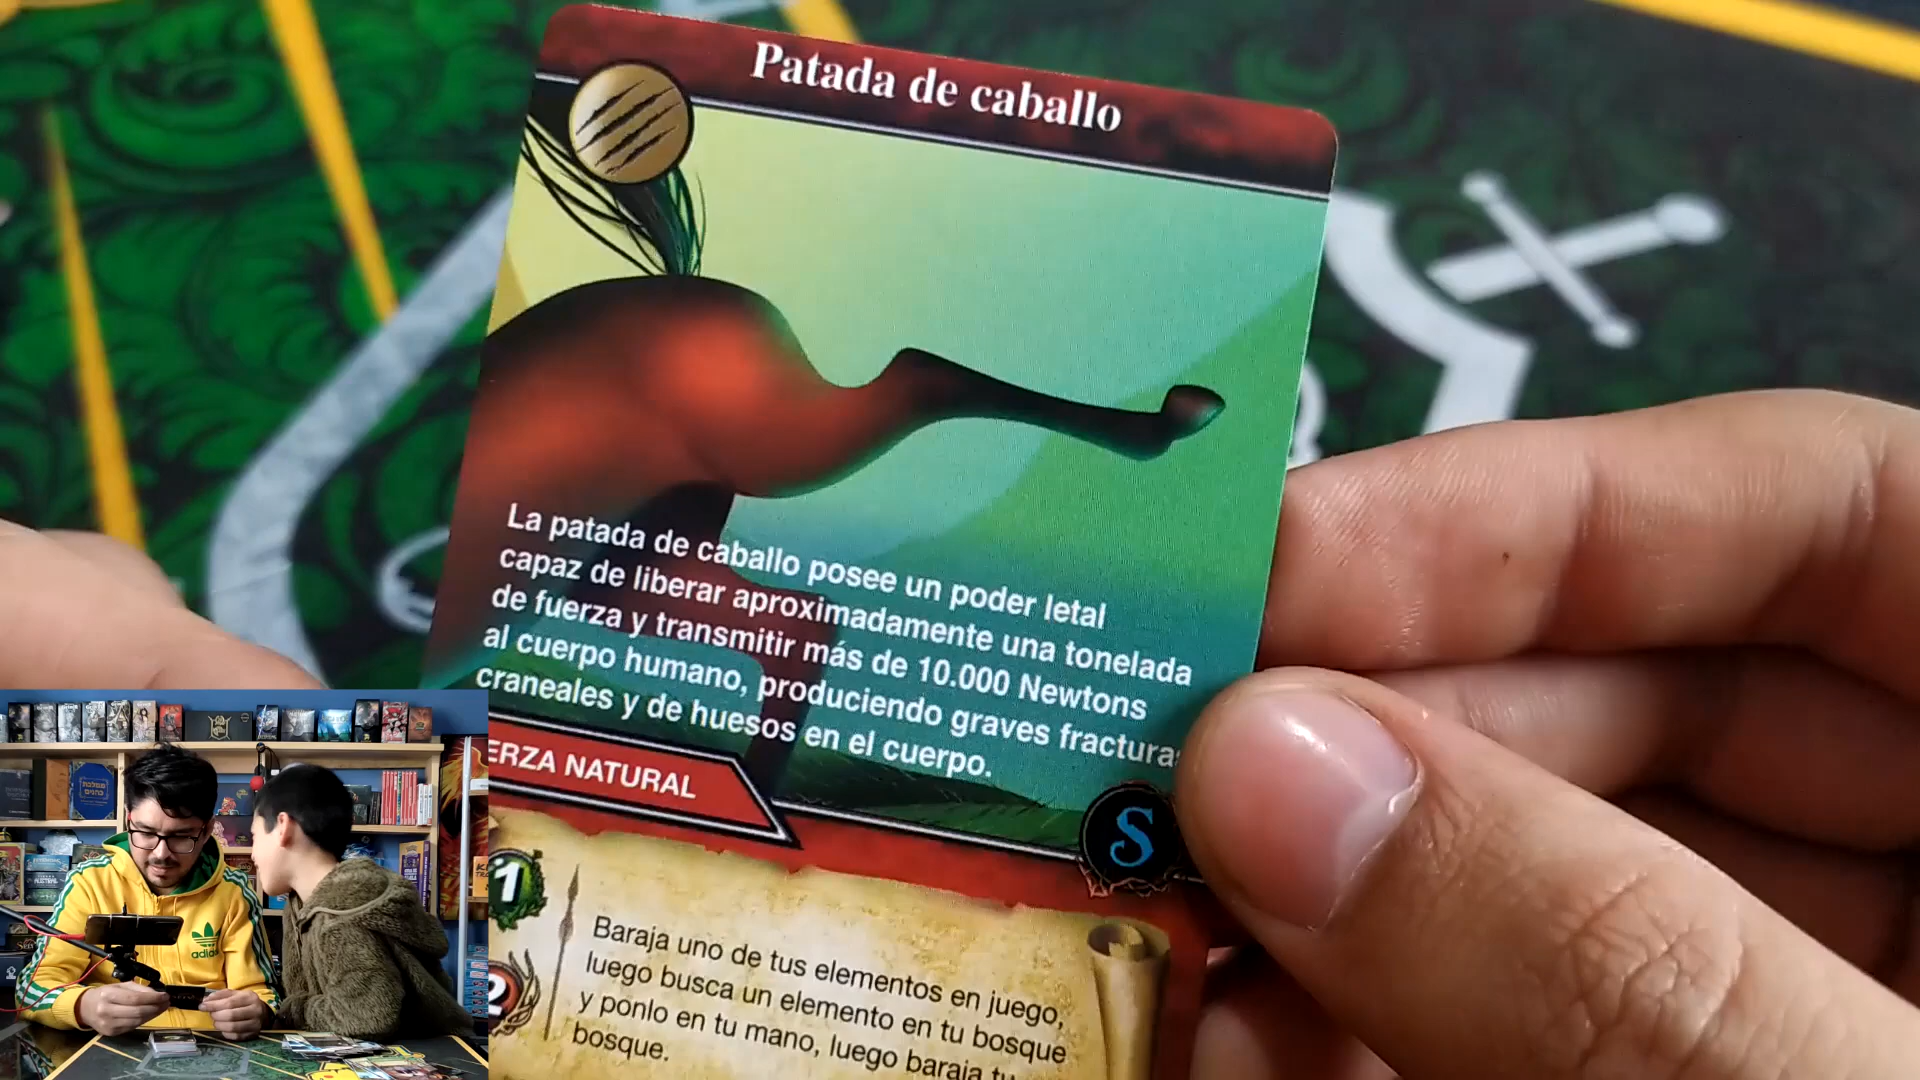 Patada de caballo
La patada de caballo posee un poder letal
capaz de liberar aproximadamente una tonelada
de fuerza y transmitir más de 10.000 Newtons
al cuerpo humano, produciendo graves fractura
craneales y de huesos en el cuerpo.
ERZA NATURAL
S
1
Baraja uno de tus elementos en juego,
luego busca un elemento en tu bosque
2
y ponlo en tu mano, luego baraja tu
bosque.
adidas